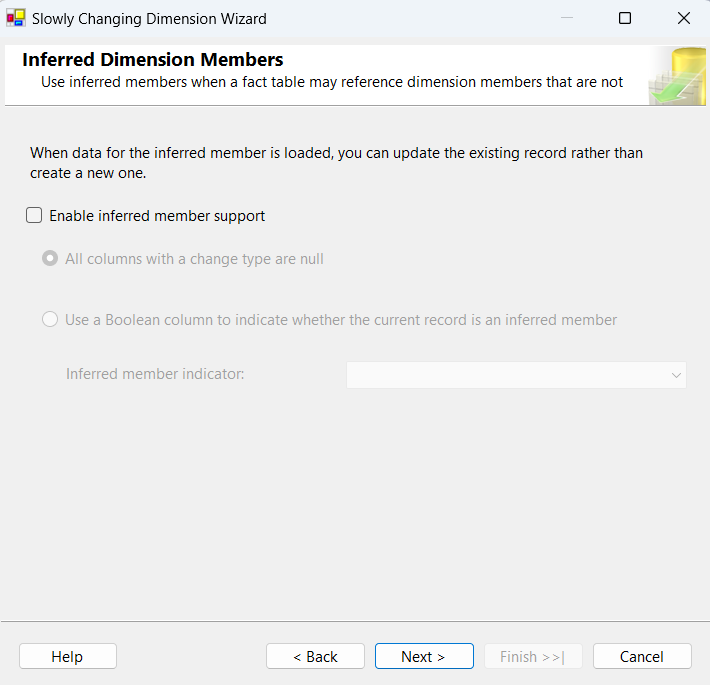 Slowly Changing Dimension Wizard
Inferred Dimension Members
Use inferred members when a fact table may reference dimension members that are not
When data for the inferred member is loaded, you can update the existing record rather than
create a new one.
Enable inferred member support
All columns with a change type are null
Use a Boolean column to indicate whether the current record is an inferred member
Inferred member indicator:
Help
< Back
Next >
Finish >>|
Cancel